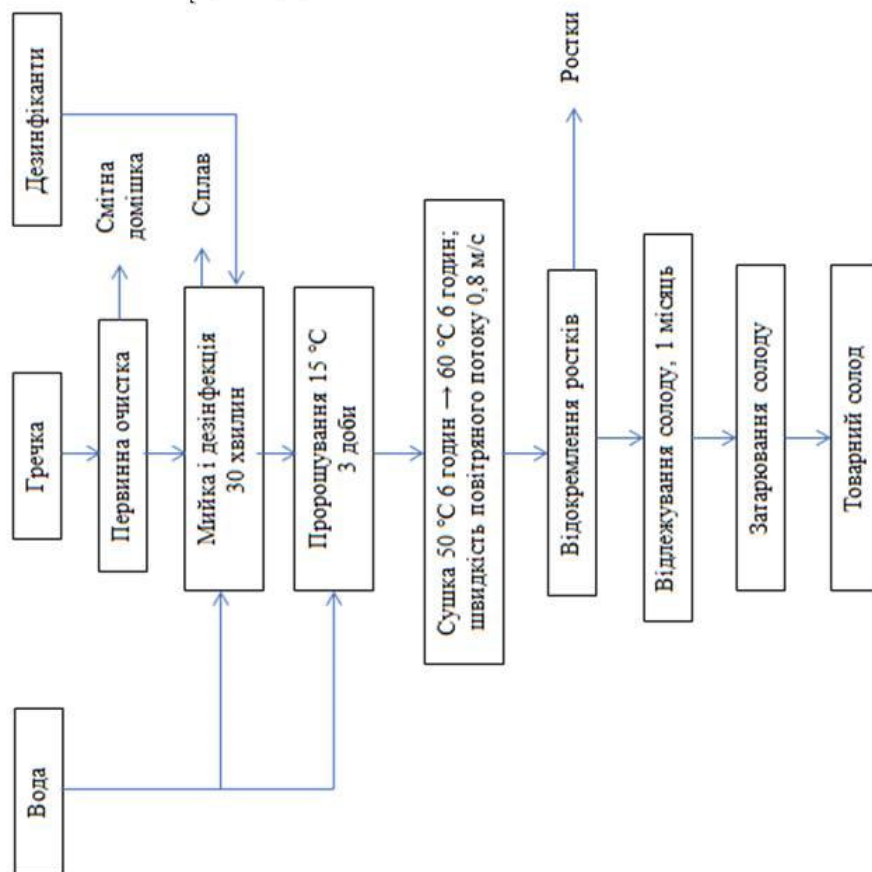 Вода
Гречка
Дезинфіканти
Первинна очистка
Смітна
домішка
Мийка і дезінфекція
30 хвилин
Сплав
Пророщування 15 °С
3 доби
Сушка 50 °С 6 годин → 60 °С 6 годин;
швидкість повітряного потоку 0,8 м/с
Відокремлення ростків
Ростки
Відлежування солоду, 1 місяць
Затарювання солоду
Товарний солод